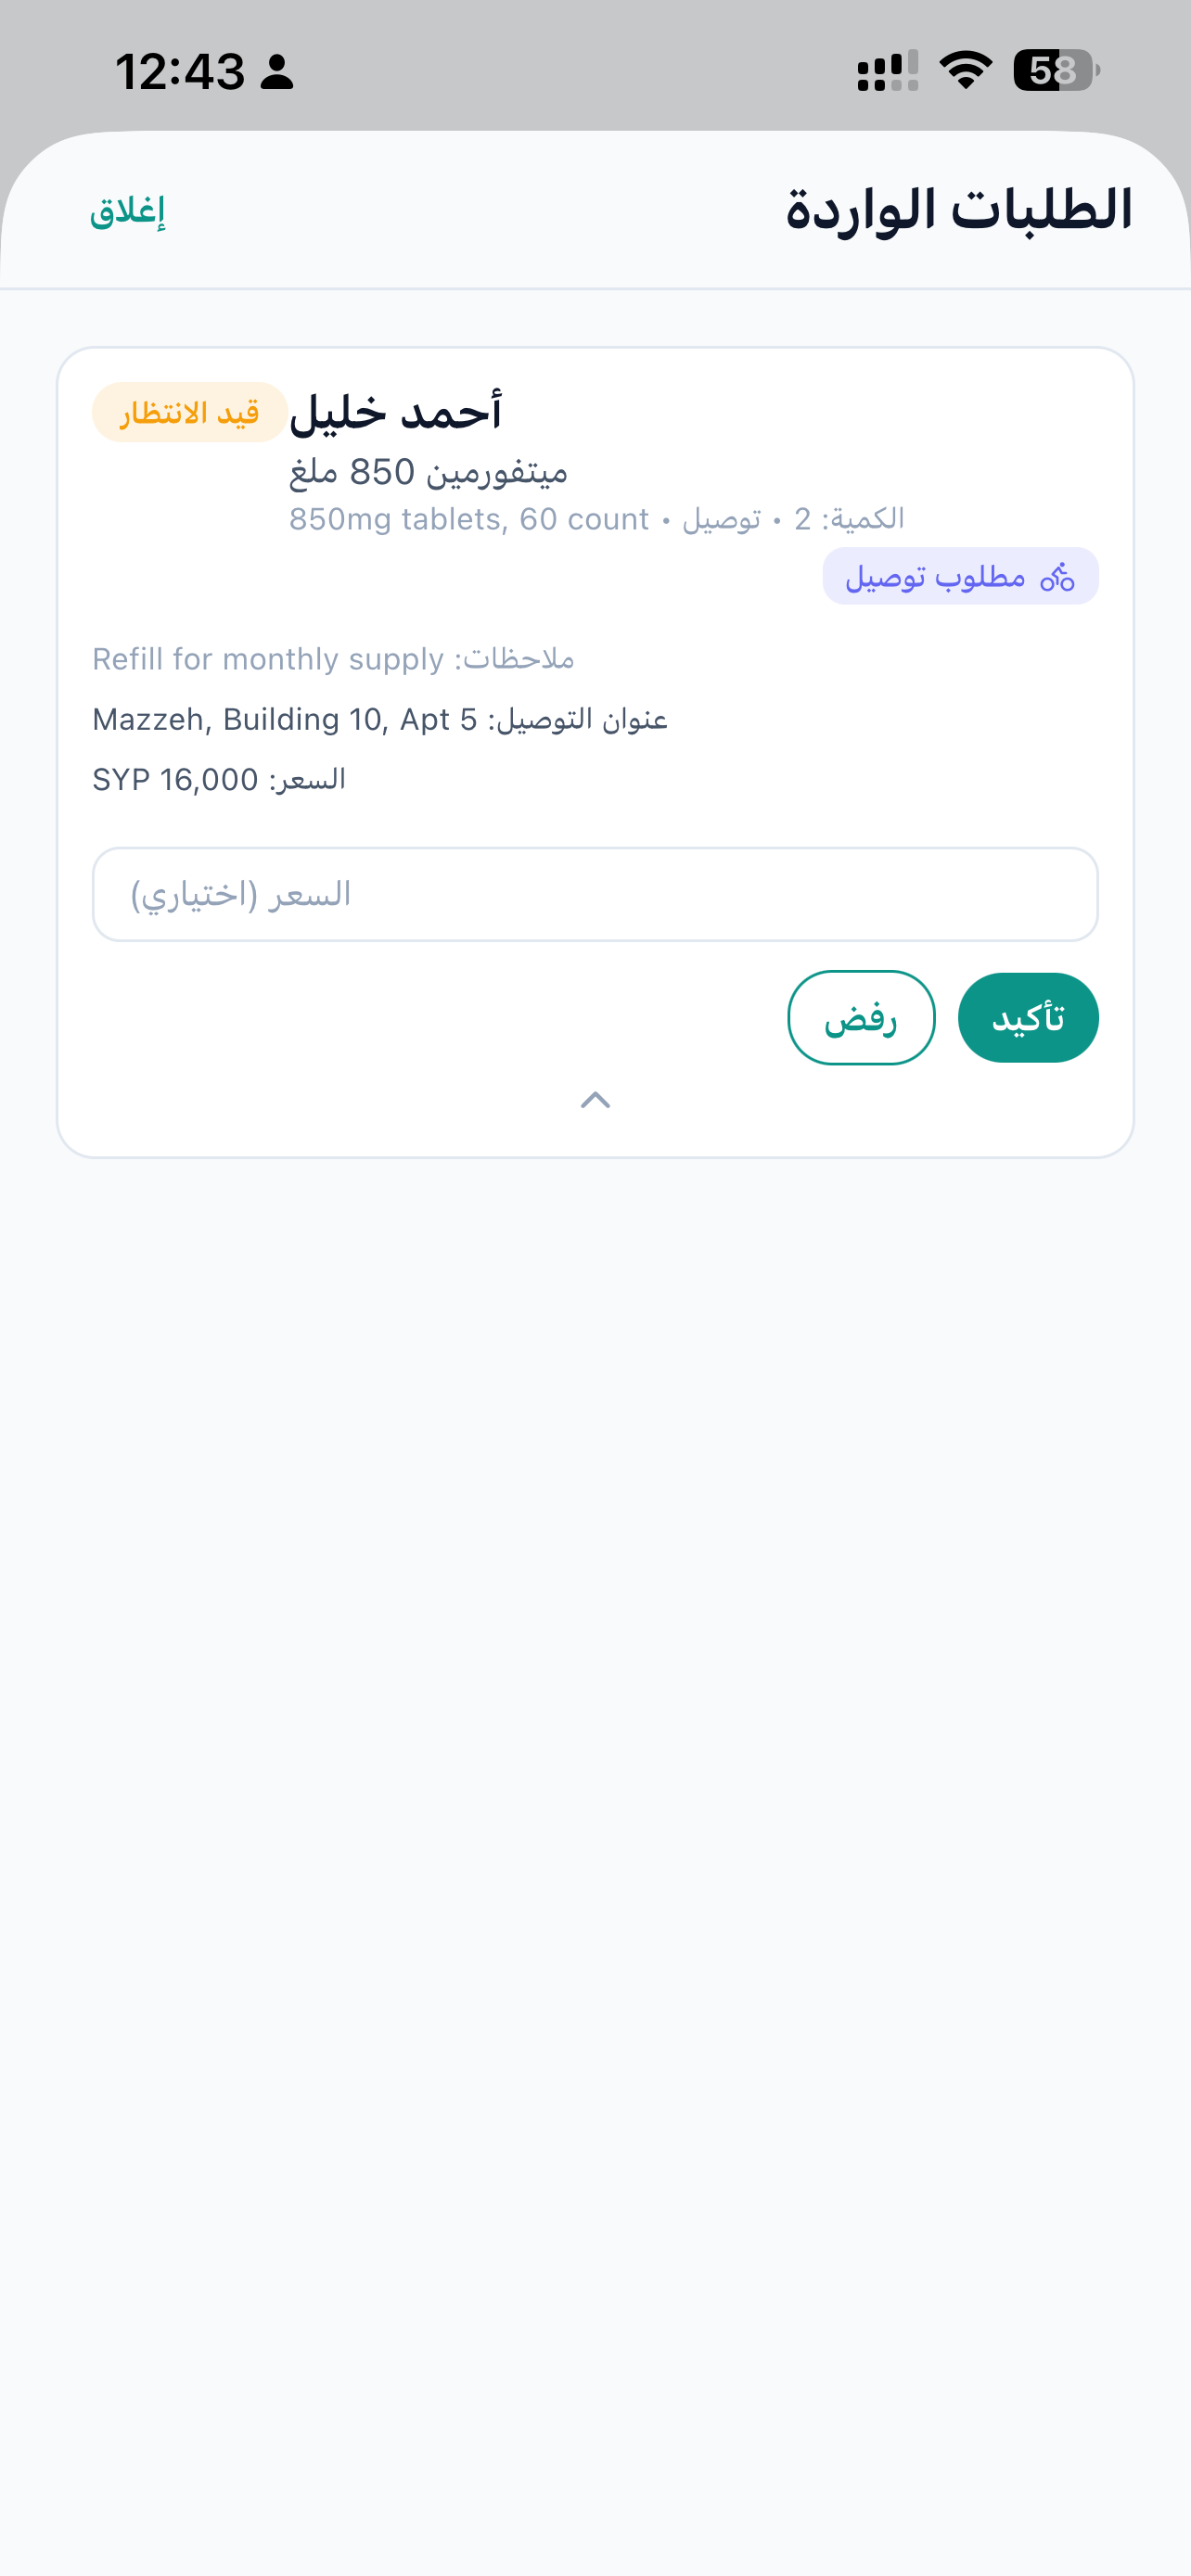 12:43
58
الطلبات الواردة
إغلاق
أحمد خليل
قيد الانتظار
ميتفورمين 850 ملغ
الكمية: 2 • توصيل • 850mg tablets, 60 count
مطلوب توصيل
ملاحظات: Refill for monthly supply
عنوان التوصيل: Mazzeh, Building 10, Apt 5
السعر: SYP 16,000
السعر (اختياري)
تأكيد
رفض